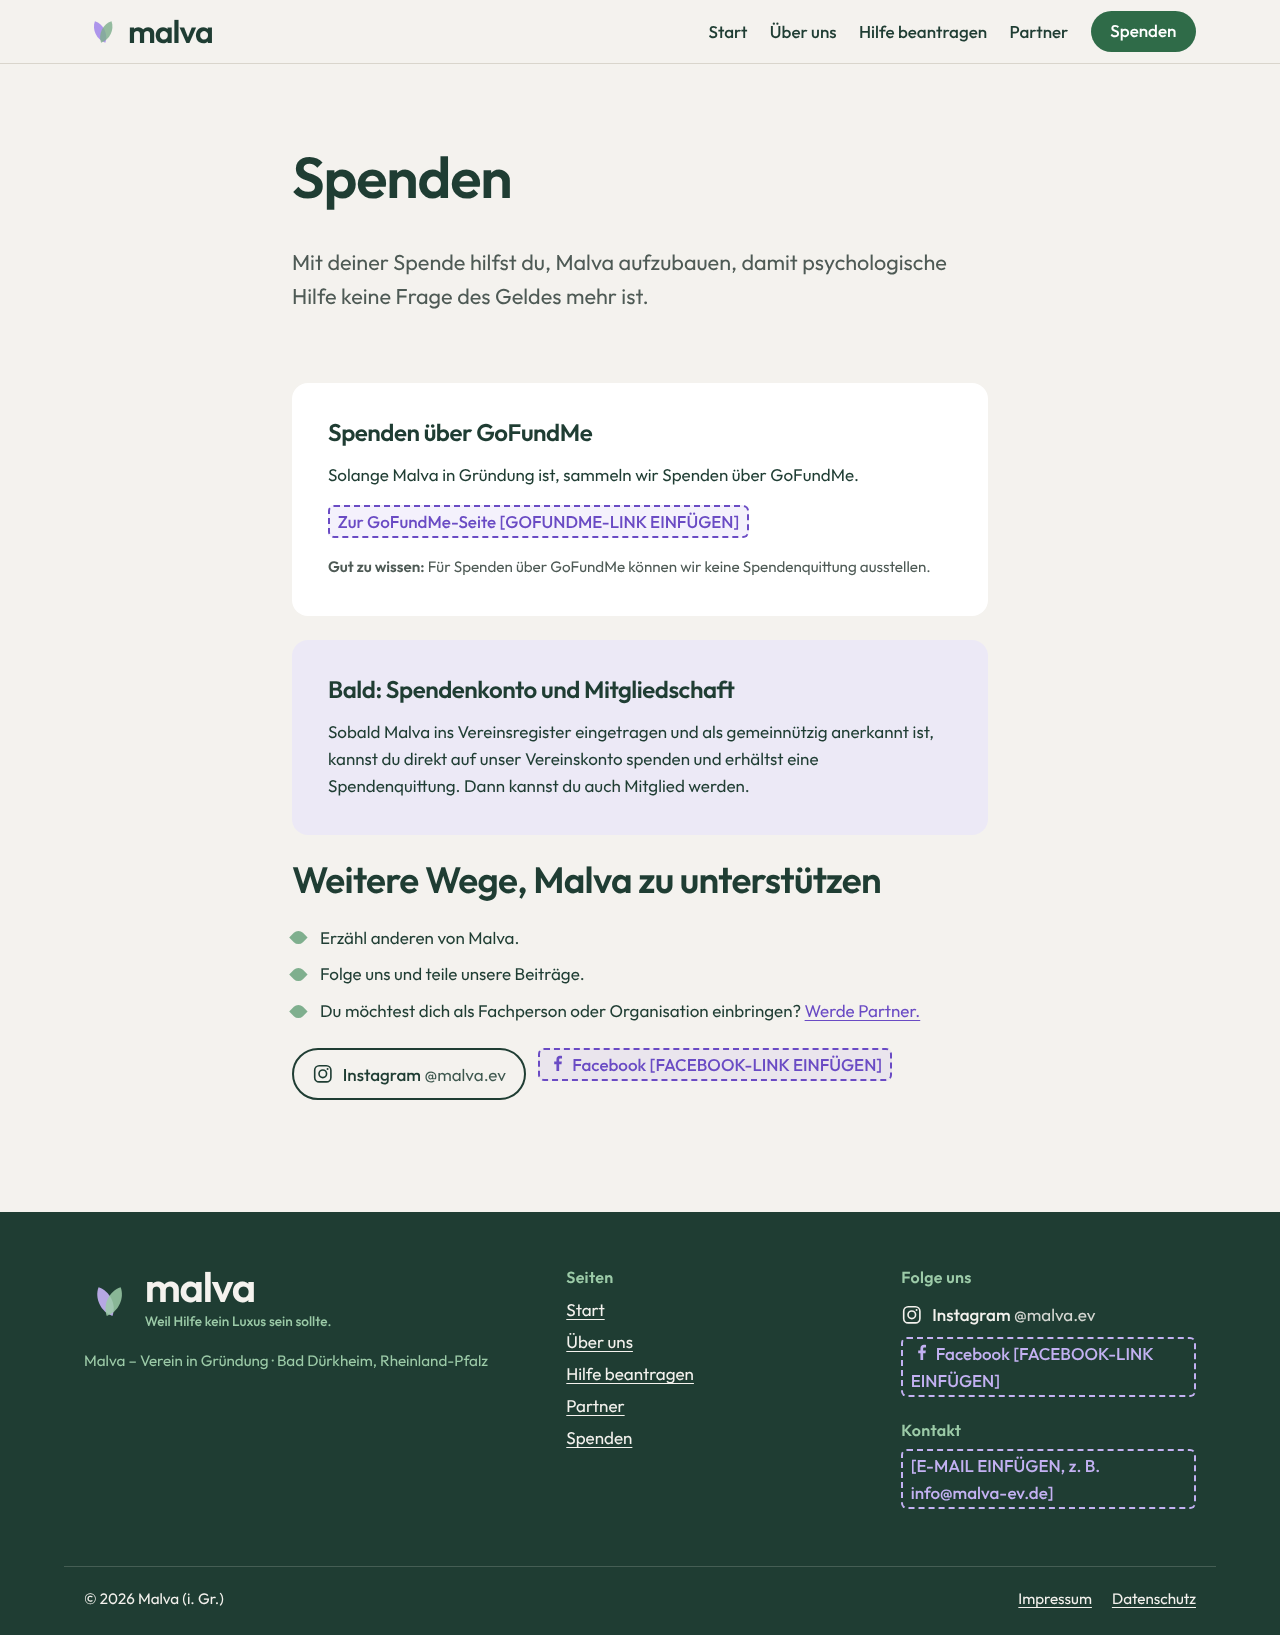 malva
Start Über uns Hilfe beantragen Partner Spenden
Spenden
Mit deiner Spende hilfst du, Malva aufzubauen, damit psychologische
Hilfe keine Frage des Geldes mehr ist.
Spenden über GoFundMe
Solange Malva in Gründung ist, sammeln wir Spenden über GoFundMe.
Zur GoFundMe-Seite [GOFUNDME-LINK EINFÜGEN]
Gut zu wissen: Für Spenden über GoFundMe können wir keine Spendenquittung ausstellen.
Bald: Spendenkonto und Mitgliedschaft
Sobald Malva ins Vereinsregister eingetragen und als gemeinnützig anerkannt ist,
kannst du direkt auf unser Vereinskonto spenden und erhältst eine
Spendenquittung. Dann kannst du auch Mitglied werden.
Weitere Wege, Malva zu unterstützen
Erzähl anderen von Malva.
Folge uns und teile unsere Beiträge.
Du möchtest dich als Fachperson oder Organisation einbringen? Werde Partner.
Instagram @malva.ev
Facebook [FACEBOOK-LINK EINFÜGEN]
malva
Weil Hilfe kein Luxus sein sollte.
Malva – Verein in Gründung · Bad Dürkheim, Rheinland-Pfalz
Seiten
Start
Über uns
Hilfe beantragen
Partner
Spenden
Folge uns
Instagram @malva.ev
Facebook [FACEBOOK-LINK
EINFÜGEN]
Kontakt
[E-MAIL EINFÜGEN, z. B.
info@malva-ev.de]
© 2026 Malva (i. Gr.)
Impressum Datenschutz